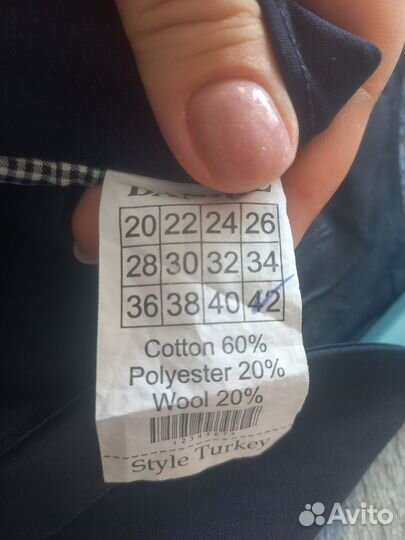 20 22 24 26
28 30 32 34
36 38 40 42
Cotton 60%
Polyester 20%
Wool 20%
Style Turkey
Avito